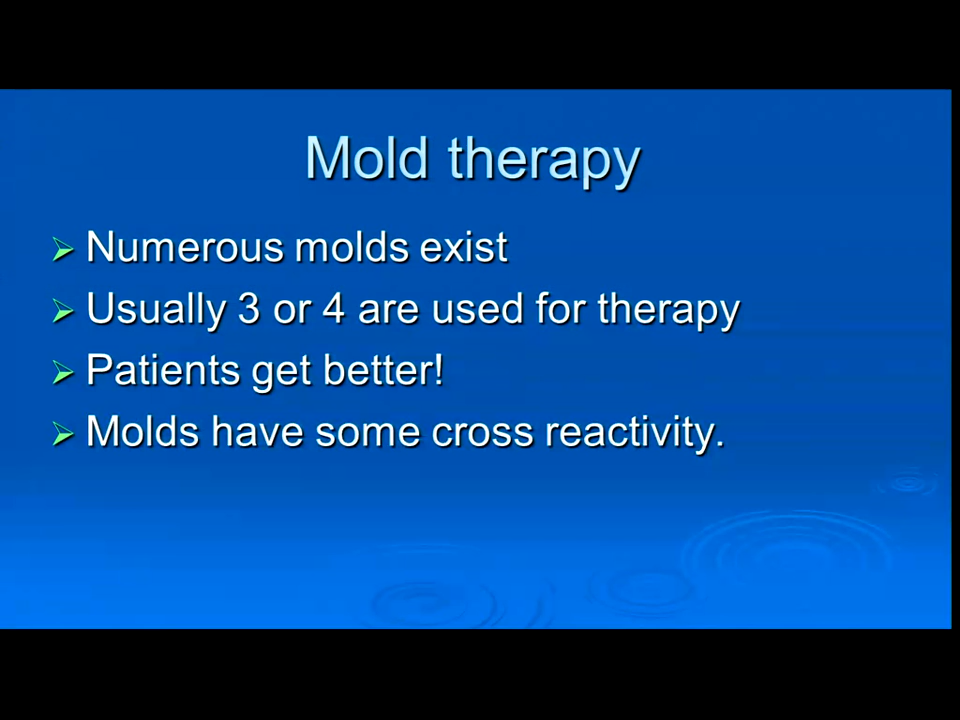 Mold therapy
Numerous molds exist
Usually 3 or 4 are used for therapy
Patients get better!
Molds have some cross reactivity.